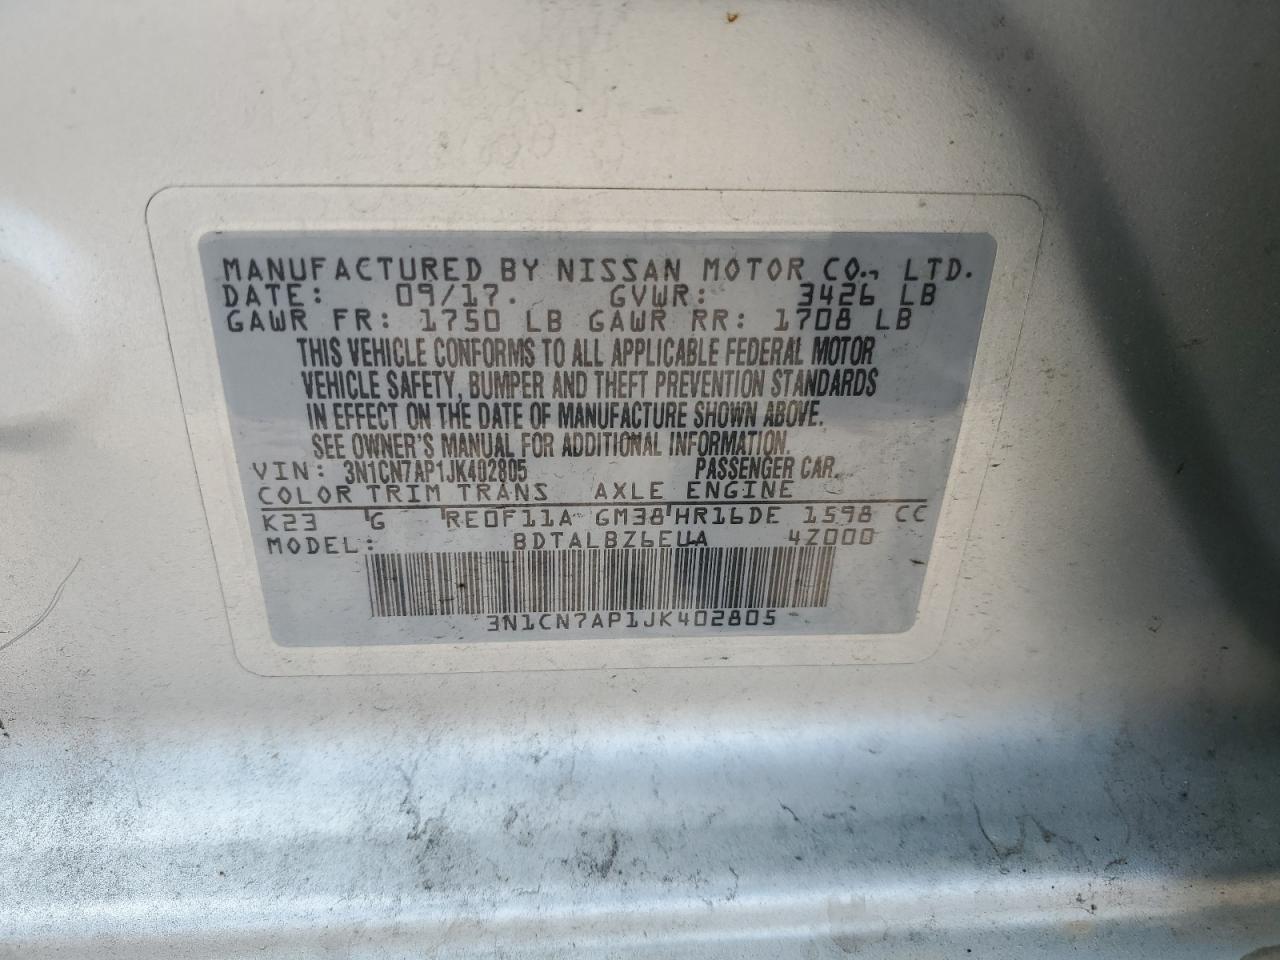 MANUFACTURED BY NISSAN MOTOR CO., LTD.
DATE: 09/17. GVWR: 3426 LB
GAWR FR: 1750 LB GAWR RR: 1708 LB
THIS VEHICLE CONFORMS TO ALL APPLICABLE FEDERAL MOTOR
VEHICLE SAFETY, BUMPER AND THEFT PREVENTION STANDARDS
IN EFFECT ON THE DATE OF MANUFACTURE SHOWN ABOVE.
SEE OWNER'S MANUAL FOR ADDITIONAL INFORMATION.
VIN: 3N1CN7AP1JK402805 PASSENGER CAR
COLOR TRIM TRANS AXLE ENGINE
K23 G RE0F11A GM38 HR16DE 1598 CC
MODEL: BDTALBZ6EUA 4Z000
3N1CN7AP1JK402805